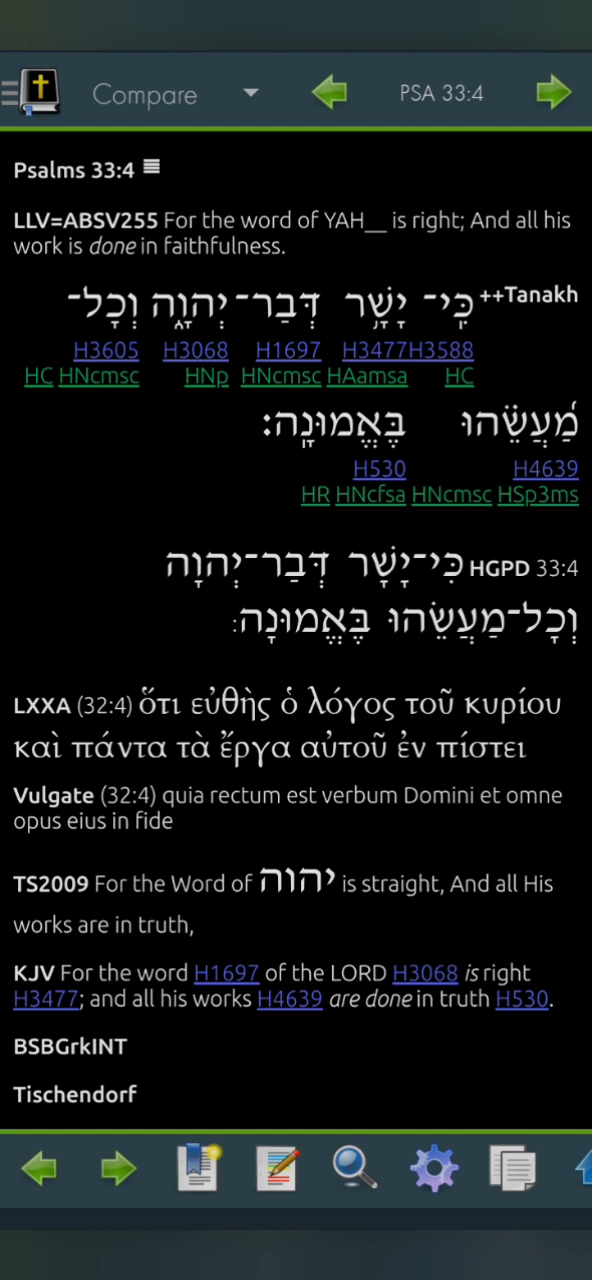 Compare
PSA 33:4
Psalms 33:4
LLV=ABSV255 For the word of YAH__ is right; And all his
work is done in faithfulness.
++Tanakh כִּֽי־ יָשָׁ֥ר דְּבַר־ יְהוָ֑ה וְכָל־
H3605 H3068 H1697 H3477H3588
HC HNcmsc HNp HNcmsc HAamsa HC
מַ֝עֲשֵׂ֗הוּ בֶּאֱמוּנָֽה׃
H530 H4639
HR HNcfsa HNcmsc HSp3ms
HGPD 33:4 כִּי־יָשָׁר דְּבַר־יְהוָה
וְכָל־מַעֲשֵׂהוּ בֶּאֱמוּנָה׃
LXXA (32:4) ὅτι εὐθὴς ὁ λόγος τοῦ κυρίου
καὶ πάντα τὰ ἔργα αὐτοῦ ἐν πίστει
Vulgate (32:4) quia rectum est verbum Domini et omne
opus eius in fide
TS2009 For the Word of יהוה is straight, And all His
works are in truth,
KJV For the word H1697 of the LORD H3068 is right
H3477; and all his works H4639 are done in truth H530.
BSBGrkINT
Tischendorf